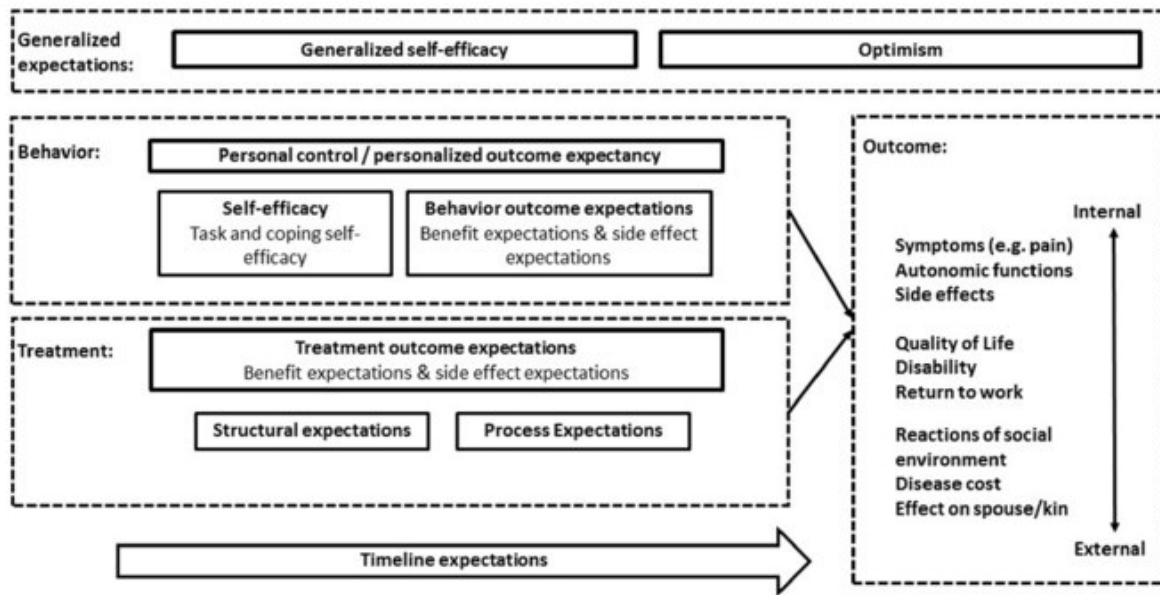 Generalized
expectations:
Generalized self-efficacy
Optimism
Behavior:
Personal control / personalized outcome expectancy
Self-efficacy
Task and coping self-
efficacy
Behavior outcome expectations
Benefit expectations & side effect
expectations
Treatment:
Treatment outcome expectations
Benefit expectations & side effect expectations
Structural expectations
Process Expectations
Timeline expectations
Outcome:
Internal
Symptoms (e.g. pain)
Autonomic functions
Side effects
Quality of Life
Disability
Return to work
Reactions of social
environment
Disease cost
Effect on spouse/kin
External